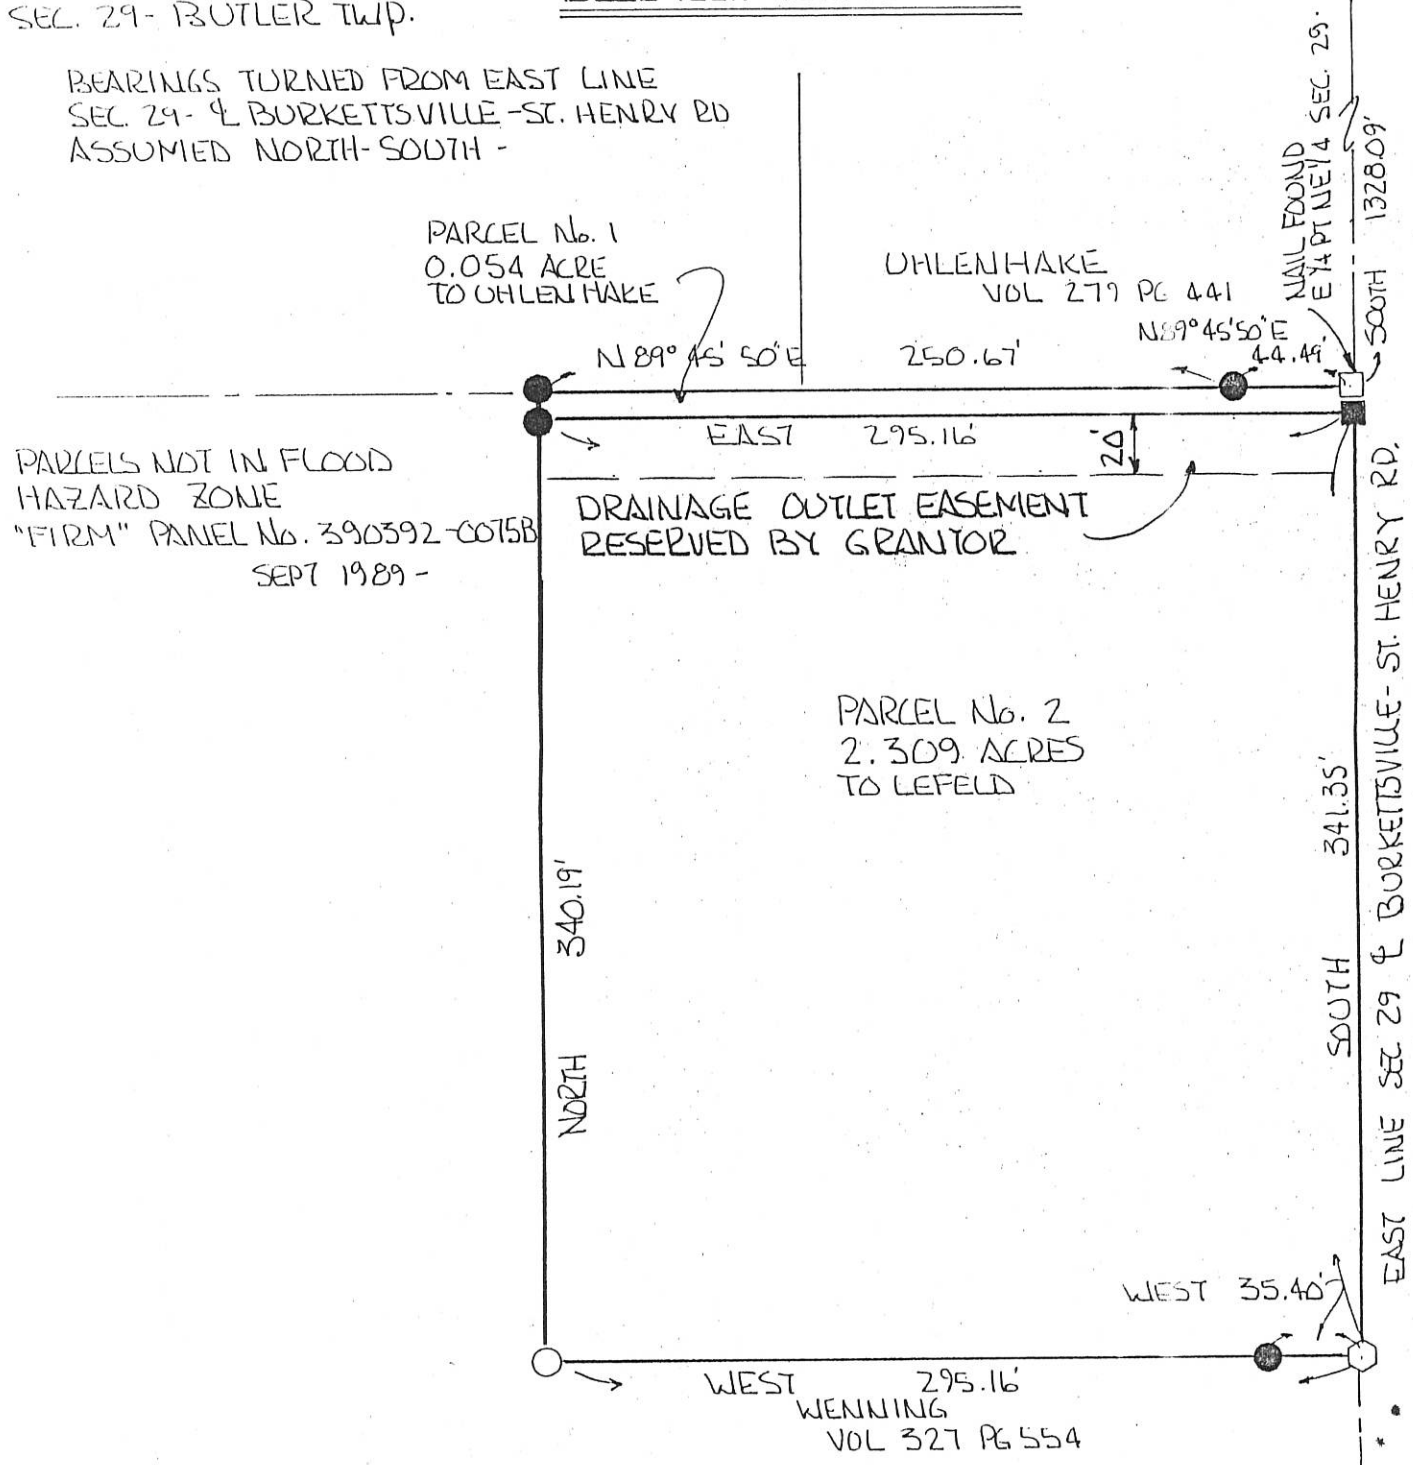 SEC. 29 - BUTLER TWP.
BEARINGS TURNED FROM EAST LINE
SEC. 29 - ℄ BURKETTSVILLE - ST. HENRY RD
ASSUMED NORTH-SOUTH -
PARCEL No. 1
0.054 ACRE
TO UHLENHAKE
UHLENHAKE
VOL 279 PG 441
NAIL FOUND
E 1/4 PT NE 1/4 SEC. 29.
SOUTH 1328.09'
N 89° 45' 50" E 250.67'
N 89° 45' 50" E
44.49'
EAST 295.16'
20'
PARCELS NOT IN FLOOD
HAZARD ZONE
"FIRM" PANEL No. 390392-0075B
SEPT 1989 -
DRAINAGE OUTLET EASEMENT
RESERVED BY GRANTOR
PARCEL No. 2
2.309 ACRES
TO LEFELD
NORTH 340.19'
SOUTH 341.35'
EAST LINE SEC 29 ℄ BURKETTSVILLE - ST. HENRY RD.
WEST 35.40'
WEST 295.16'
WENNING
VOL 327 PG 554